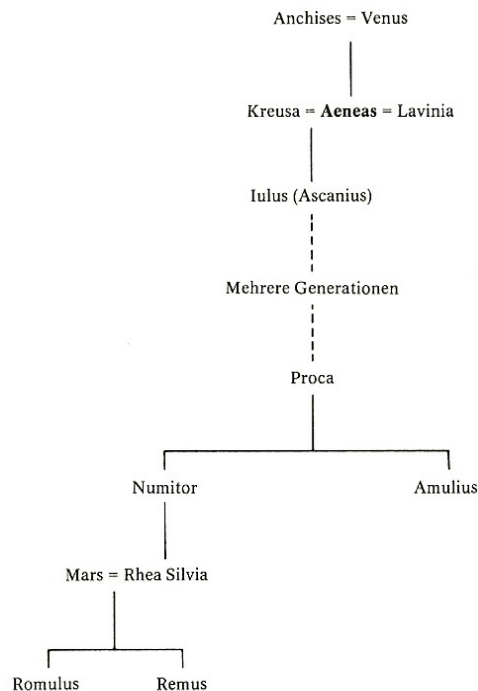 Anchises = Venus
Kreusa = Aeneas = Lavinia
Iulus (Ascanius)
Mehrere Generationen
Proca
Numitor Amulius
Mars = Rhea Silvia
Romulus Remus